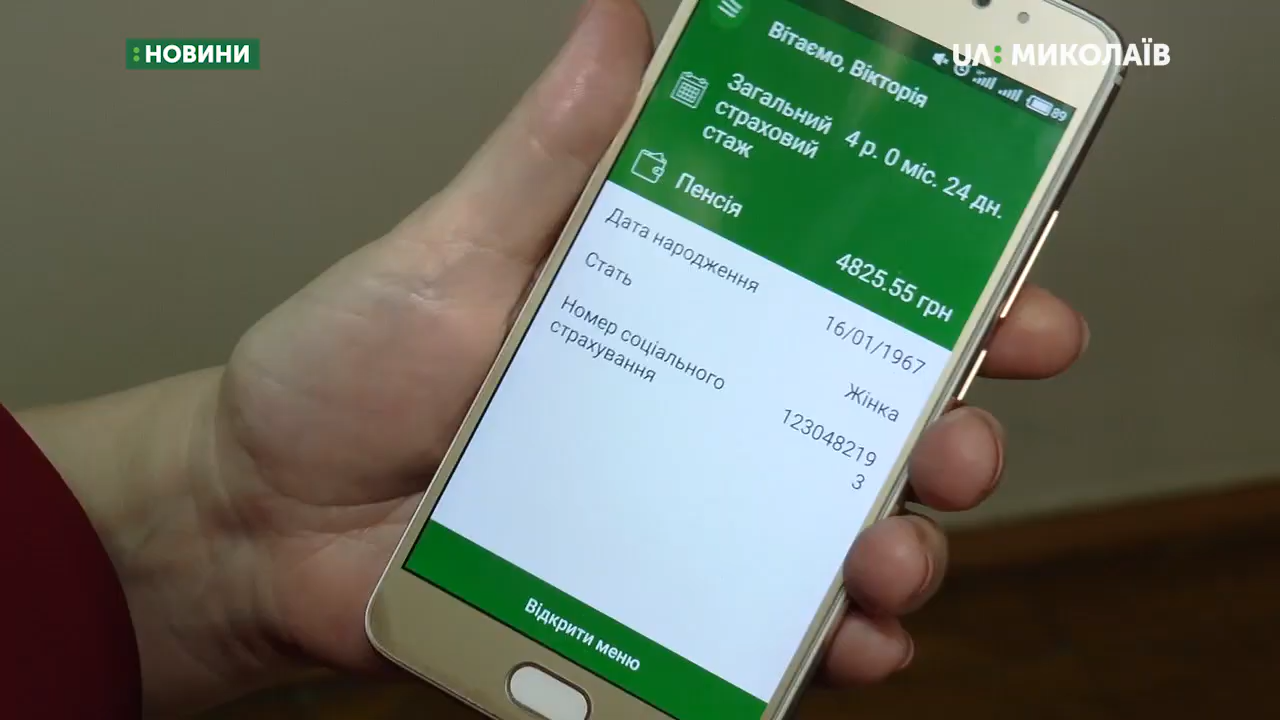 :НОВИНИ
UA: МИКОЛАЇВ
89
Вітаємо, Вікторія
Загальний
страховий
стаж
4 р. 0 міс. 24 дн.
Пенсія
4825.55 грн
Дата народження
16/01/1967
Стать
Жінка
Номер соціального
страхування
123048219
3
Відкрити меню